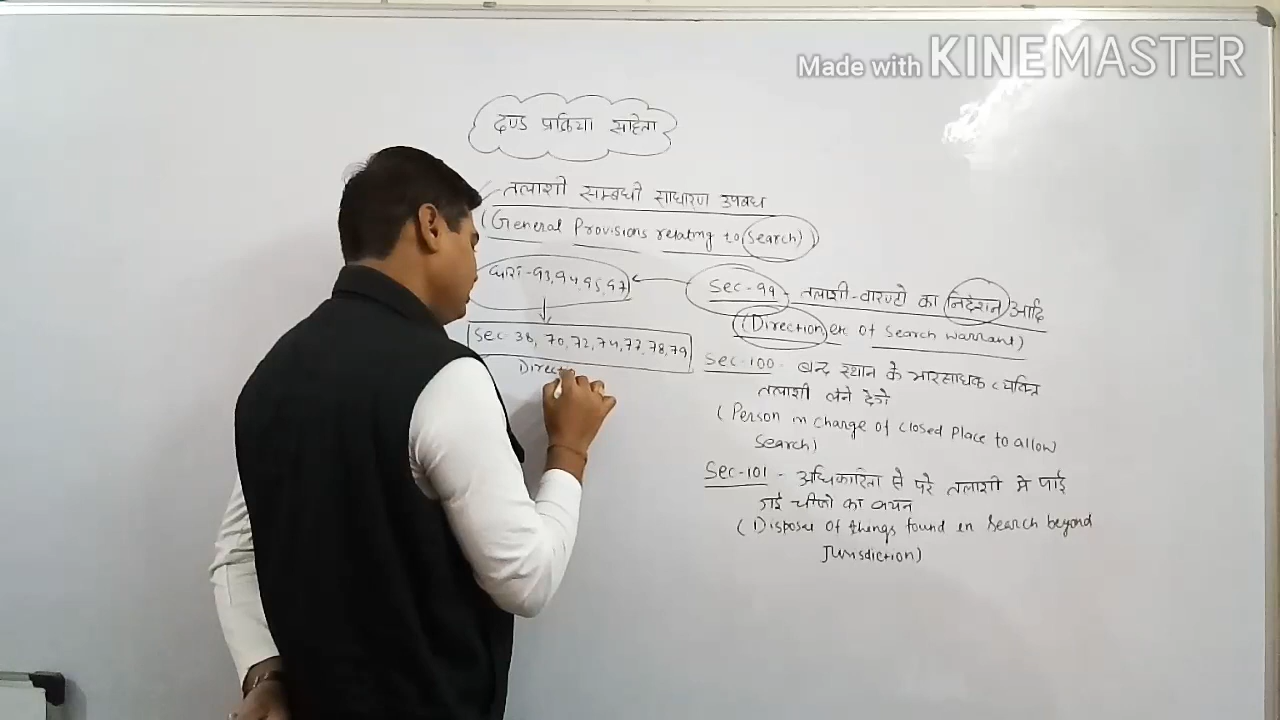 Made with KINEMASTER
दण्ड प्रक्रिया संहिता
तलाशी सम्बंधी साधारण उपबंध
(General Provisions relating to Search)
धारा-93,94,95,97
Sec-38, 70,72,74,77,78,79
Direct
Sec-99 - तलाशी-वारण्टो का निदेशन आदि
(Direction etc of Search warrant)
Sec-100 - बन्द स्थान के भारसाधक व्यक्ति
तलाशी लेने देंगे
(Person in charge of closed Place to allow
Search)
Sec-101 - अधिकारिता से परे तलाशी में पाई
गई चीजो का व्ययन
(Disposal of things found in Search beyond
Jurisdiction)